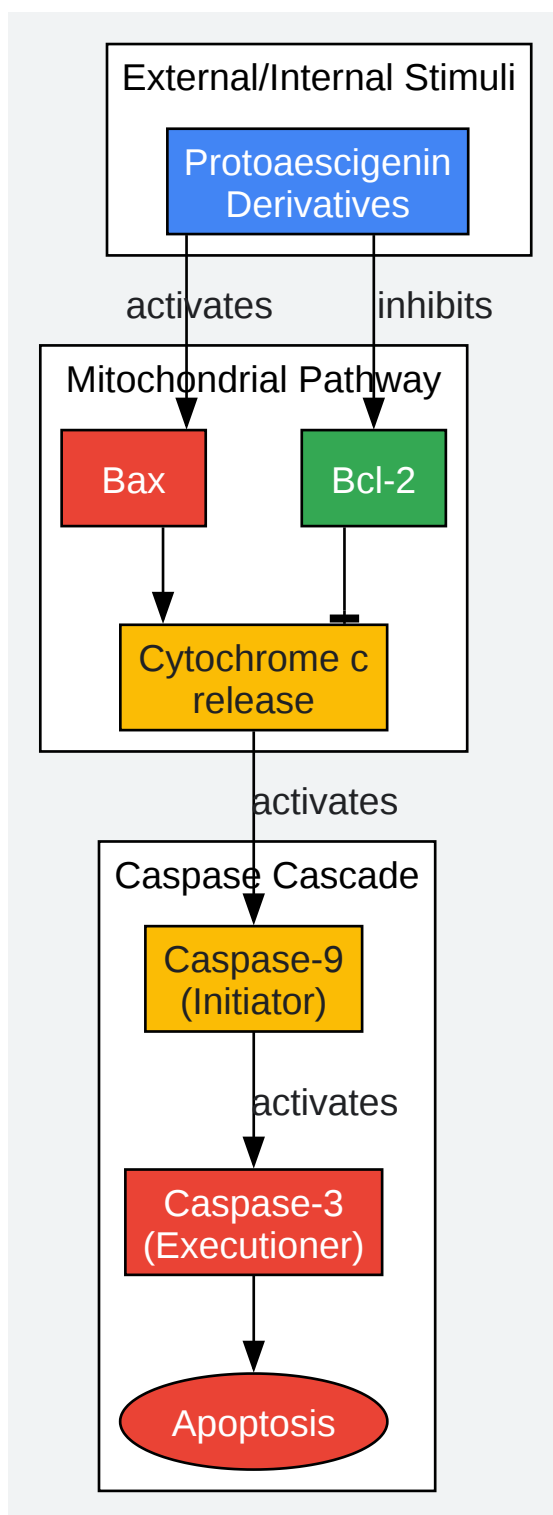 External/Internal Stimuli
Protoaescigenin
Derivatives
activates
inhibits
Mitochondrial Pathway
Bax
Bcl-2
Cytochrome c
release
activates
Caspase Cascade
Caspase-9
(Initiator)
activates
Caspase-3
(Executioner)
Apoptosis